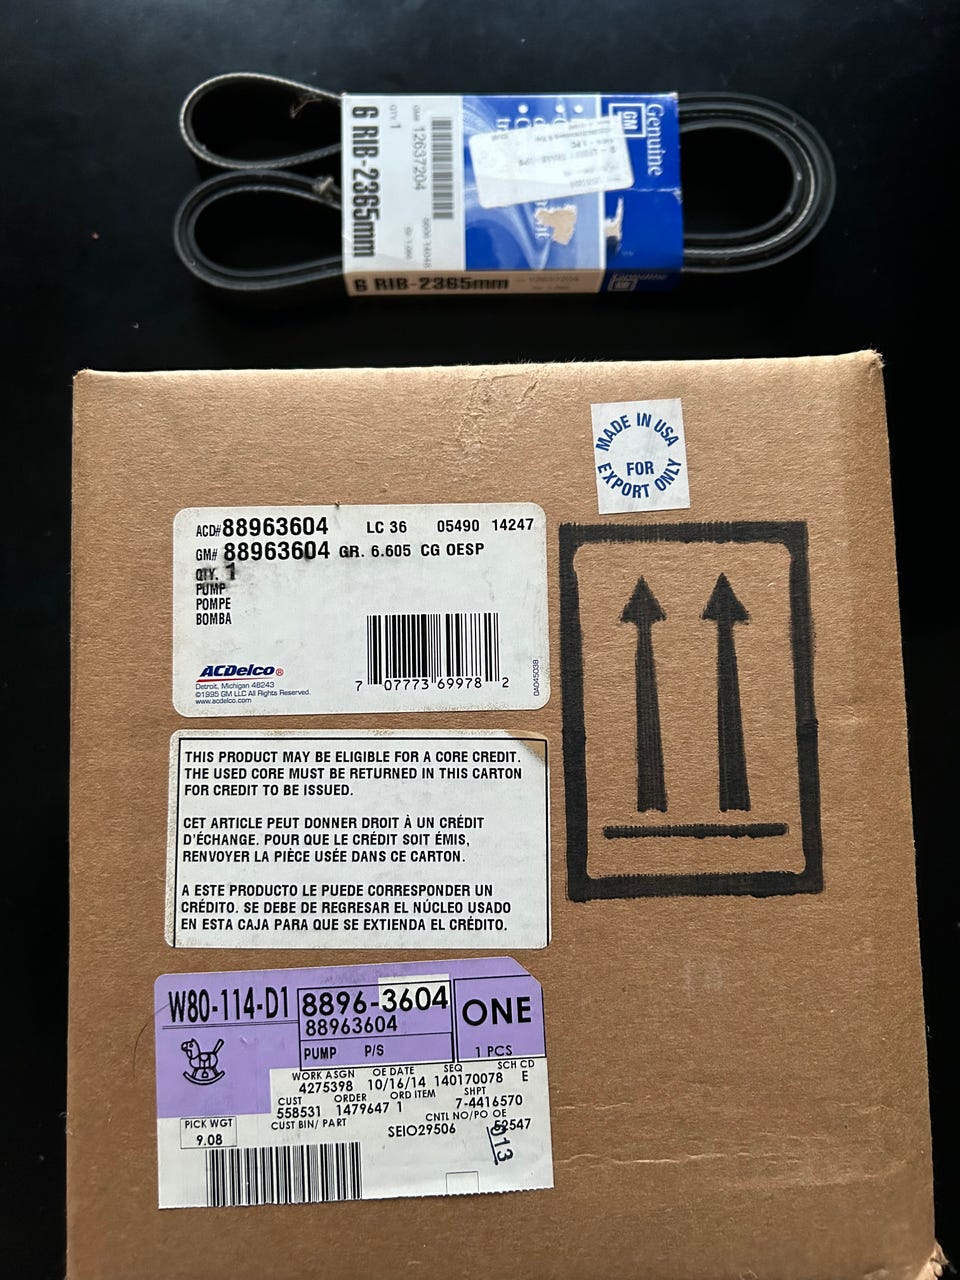 Genuine
GM
6 RIB-2365mm
QTY. 1
GM# 12637204
6 RIB-2365mm
GM
MADE IN USA
FOR
EXPORT ONLY
ACD# 88963604 LC 36 05490 14247
GM# 88963604 GR. 6.605 CG OESP
QTY. 1
PUMP
POMPE
BOMBA
ACDelco®
Detroit, Michigan 48243
©1995 GM LLC All Rights Reserved.
www.acdelco.com
7 07773 69978 2
0A045038
THIS PRODUCT MAY BE ELIGIBLE FOR A CORE CREDIT.
THE USED CORE MUST BE RETURNED IN THIS CARTON
FOR CREDIT TO BE ISSUED.
CET ARTICLE PEUT DONNER DROIT À UN CRÉDIT
D'ÉCHANGE. POUR QUE LE CRÉDIT SOIT ÉMIS,
RENVOYER LA PIÈCE USÉE DANS CE CARTON.
A ESTE PRODUCTO LE PUEDE CORRESPONDER UN
CRÉDITO. SE DEBE DE REGRESAR EL NÚCLEO USADO
EN ESTA CAJA PARA QUE SE EXTIENDA EL CRÉDITO.
W80-114-D1 8896-3604 ONE
88963604
PUMP P/S 1 PCS
WORK ASGN OE DATE SEQ SCH CD
4275398 10/16/14 140170078 E
CUST ORDER ORD ITEM SHPT
558531 1479647 1 7-4416570
CUST BIN/ PART CNTL NO/PO OE
SEIO29506 52547
PICK WGT
9.08
013